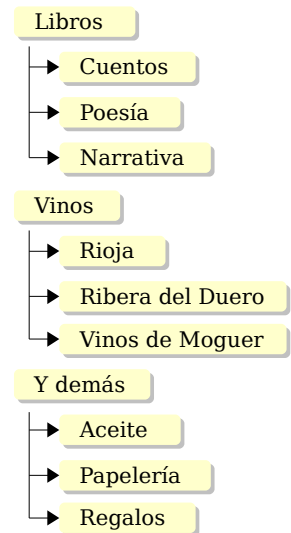 Libros
Cuentos
Poesía
Narrativa
Vinos
Rioja
Ribera del Duero
Vinos de Moguer
Y demás
Aceite
Papelería
Regalos